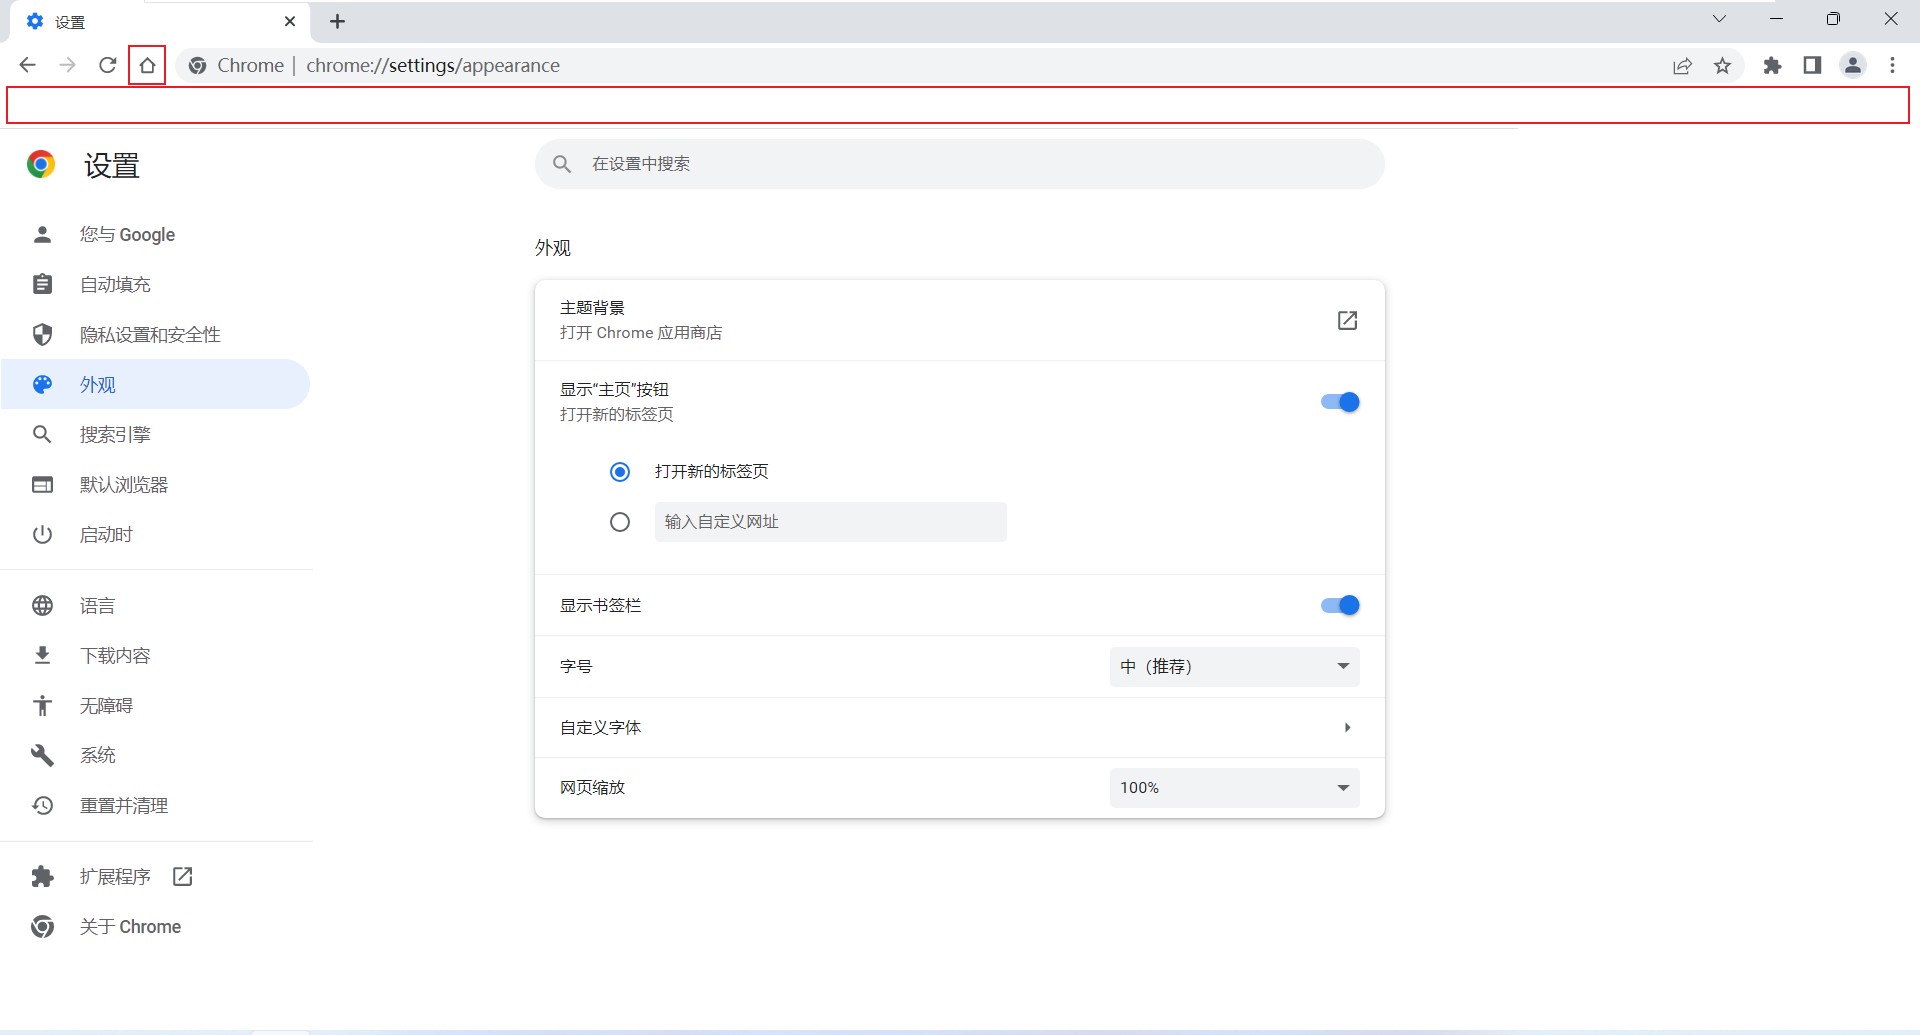 设置
Chrome | chrome://settings/appearance
设置
在设置中搜索
您与 Google
自动填充
隐私设置和安全性
外观
搜索引擎
默认浏览器
启动时
语言
下载内容
无障碍
系统
重置并清理
扩展程序
关于 Chrome
外观
主题背景
打开 Chrome 应用商店
显示“主页”按钮
打开新的标签页
打开新的标签页
输入自定义网址
显示书签栏
字号
中（推荐）
自定义字体
网页缩放
100%